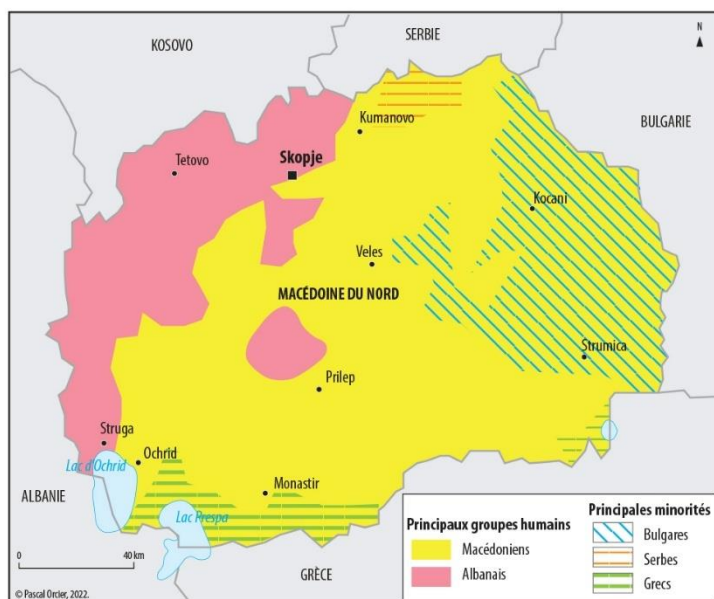 KOSOVO
SERBIE
N
BULGARIE
Kumanovo
Tetovo
Skopje
Kocani
Veles
MACÉDOINE DU NORD
Strumica
Prilep
Struga
Ochrid
Lac d'Ochrid
Monastir
ALBANIE
Lac Prespa
GRÈCE
0
40 km
© Pascal Orcier, 2022.
Principaux groupes humains
Macédoniens
Albanais
Principales minorités
Bulgares
Serbes
Grecs